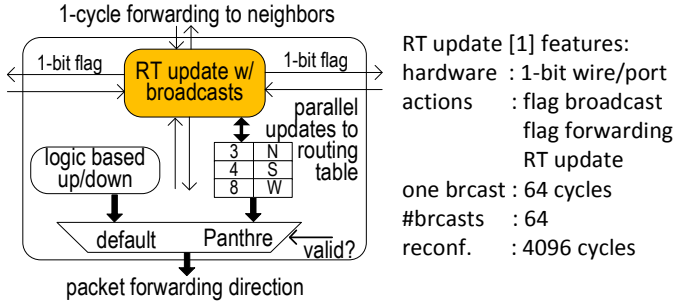 1-cycle forwarding to neighbors
1-bit flag
RT update w/
broadcasts
1-bit flag
parallel
updates to
routing
table
3 N
4 S
8 W
logic based
up/down
default
Panthre
valid?
packet forwarding direction
RT update [1] features:
hardware : 1-bit wire/port
actions : flag broadcast
flag forwarding
RT update
one brcast : 64 cycles
#brcasts : 64
reconf. : 4096 cycles